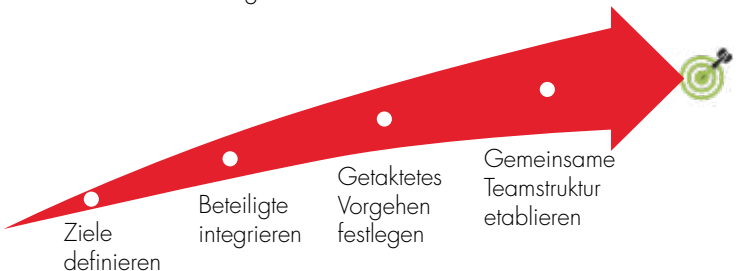 Ziele
definieren
Beteiligte
integrieren
Getaktetes
Vorgehen
festlegen
Gemeinsame
Teamstruktur
etablieren